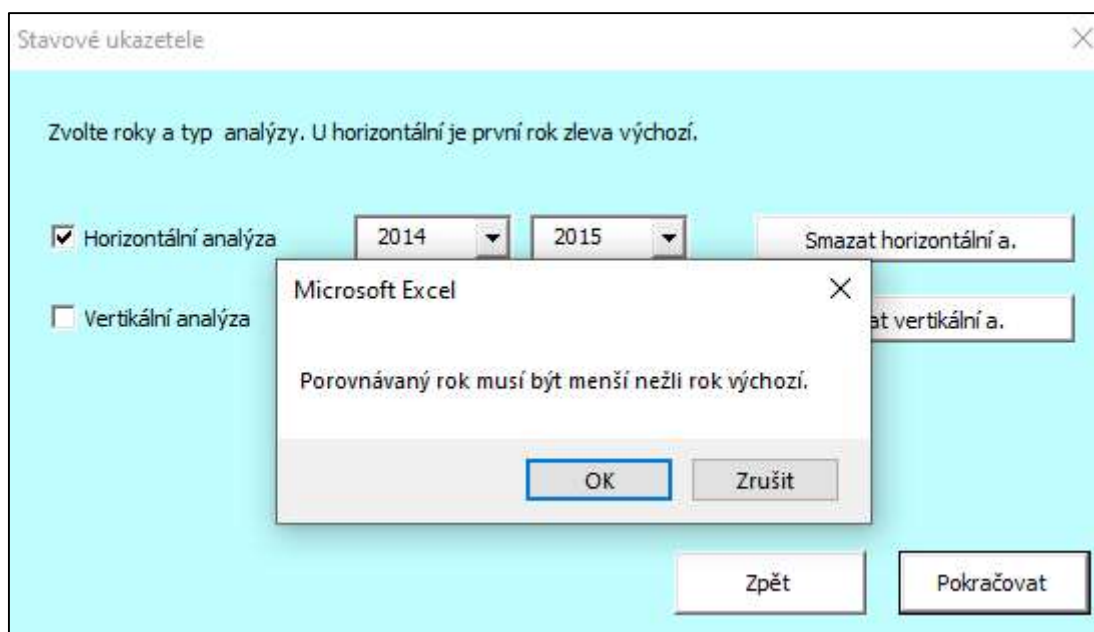 Stavové ukazetele
Zvolte roky a typ analýzy. U horizontální je první rok zleva výchozí.
Horizontální analýza 2014 2015 Smazat horizontální a.
Microsoft Excel
Vertikální analýza at vertikální a.
Porovnávaný rok musí být menší nežli rok výchozí.
OK Zrušit
Zpět Pokračovat